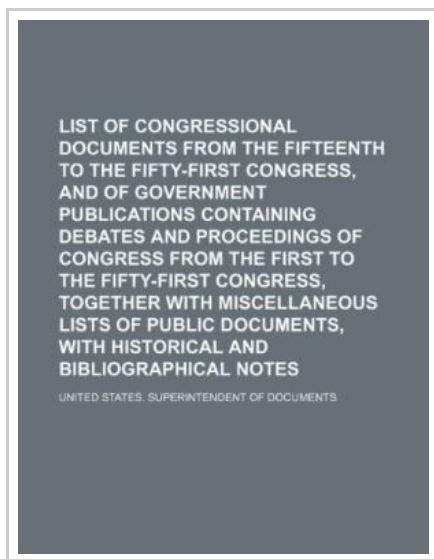 LIST OF CONGRESSIONAL
DOCUMENTS FROM THE FIFTEENTH
TO THE FIFTY-FIRST CONGRESS,
AND OF GOVERNMENT
PUBLICATIONS CONTAINING
DEBATES AND PROCEEDINGS OF
CONGRESS FROM THE FIRST TO
THE FIFTY-FIRST CONGRESS,
TOGETHER WITH MISCELLANEOUS
LISTS OF PUBLIC DOCUMENTS,
WITH HISTORICAL AND
BIBLIOGRAPHICAL NOTES
UNITED STATES. SUPERINTENDENT OF DOCUMENTS